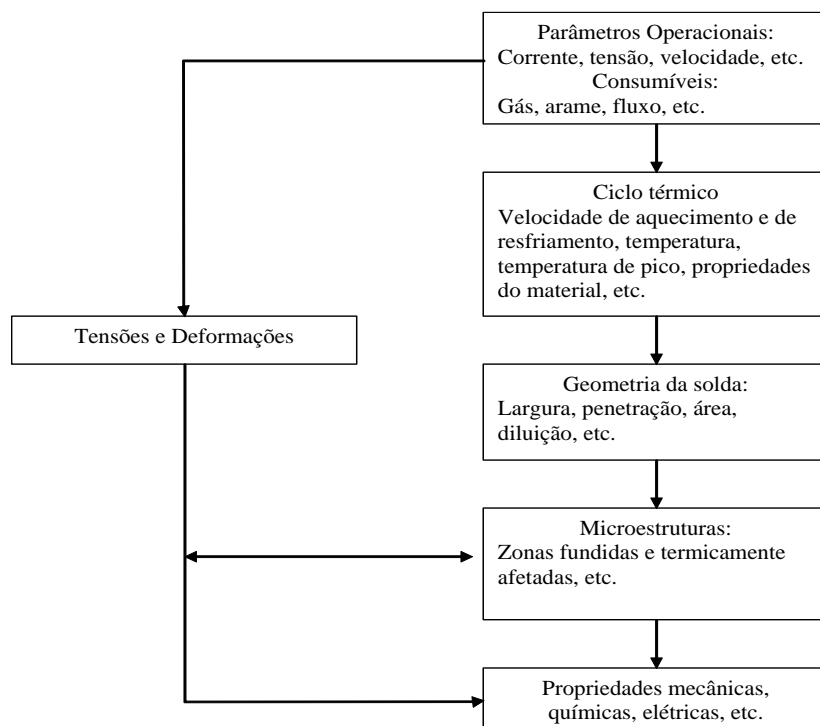 Parâmetros Operacionais:
Corrente, tensão, velocidade, etc.
Consumíveis:
Gás, arame, fluxo, etc.
Ciclo térmico
Velocidade de aquecimento e de
resfriamento, temperatura,
temperatura de pico, propriedades
do material, etc.
Tensões e Deformações
Geometria da solda:
Largura, penetração, área,
diluição, etc.
Microestruturas:
Zonas fundidas e termicamente
afetadas, etc.
Propriedades mecânicas,
químicas, elétricas, etc.